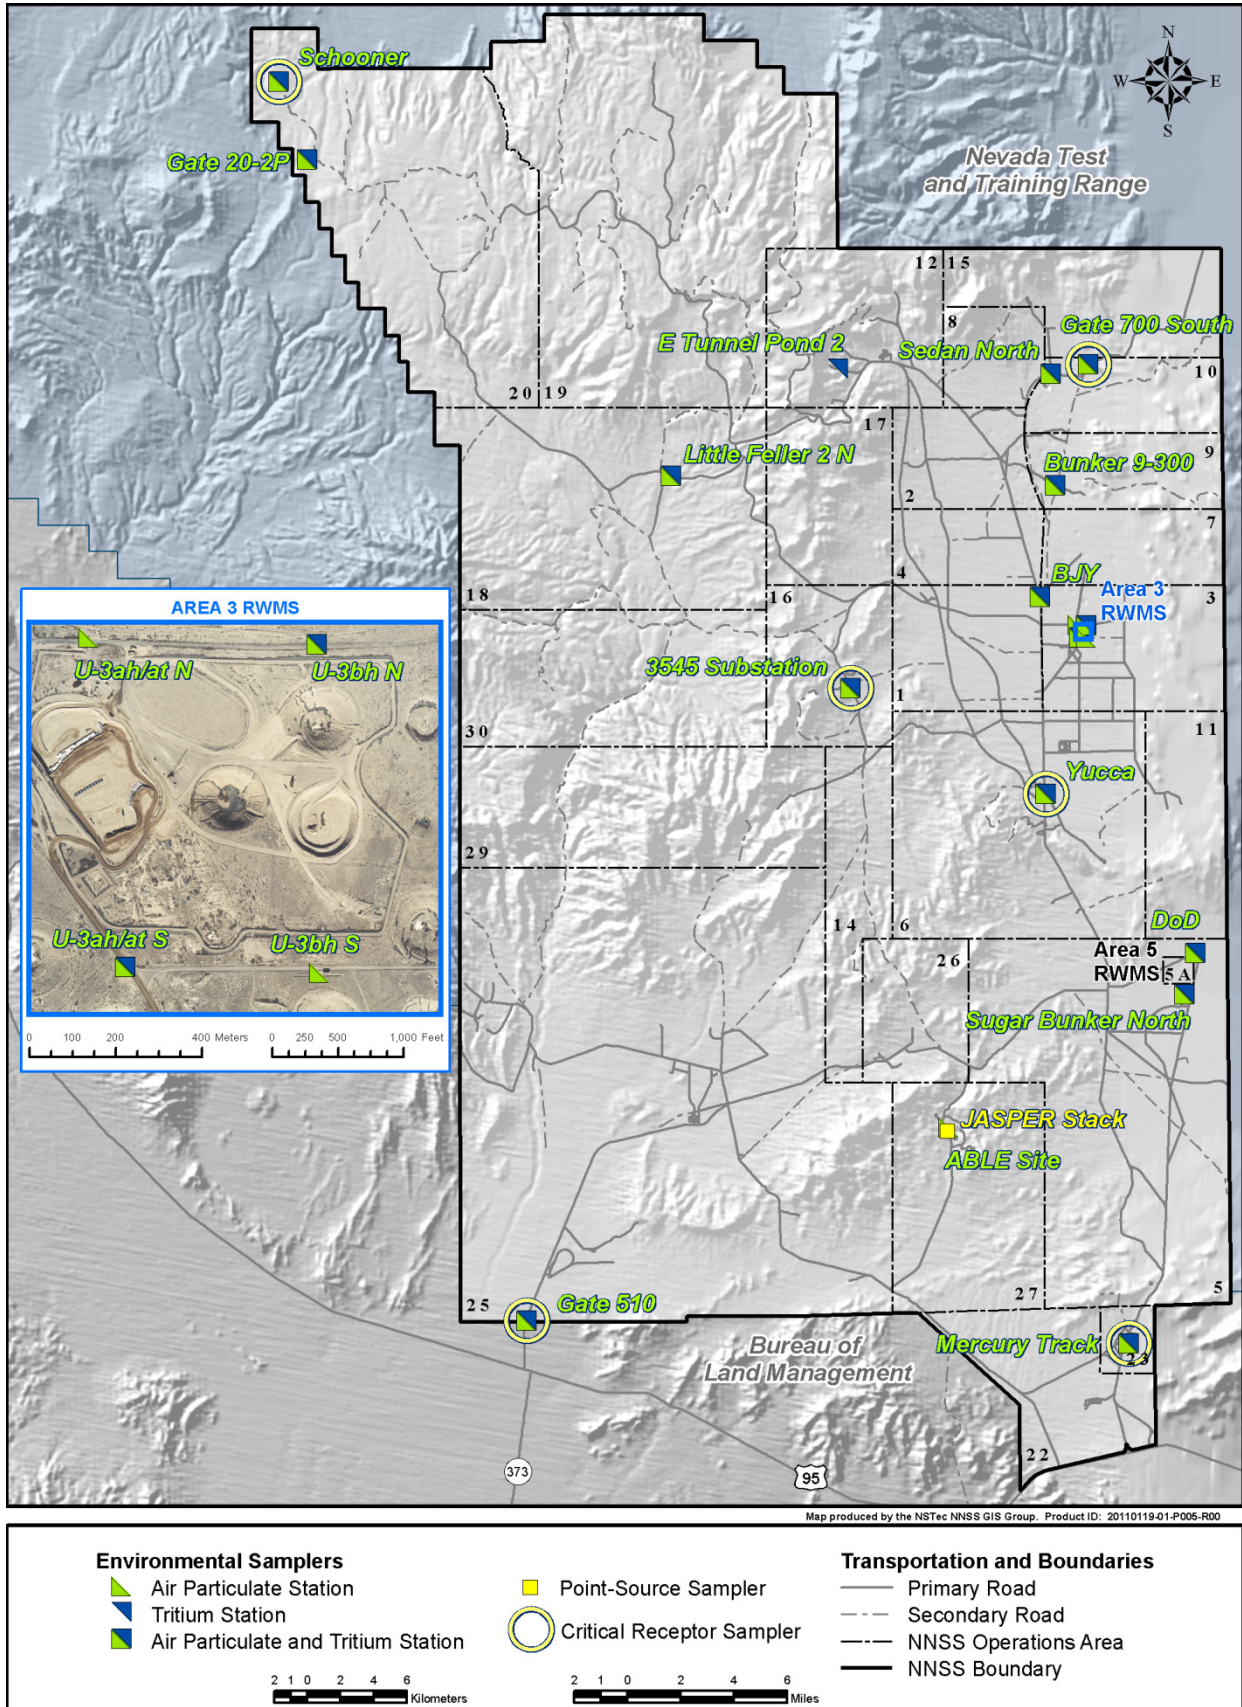 Schooner
N
W
E
S
Gate 20-2P
Nevada Test
and Training Range
12
15
8
Gate 700 South
E Tunnel Pond 2
Sedan North
10
20
19
17
9
Little Feller 2 N
Bunker 9-300
2
7
4
BJY
18
16
3
Area 3
RWMS
3545 Substation
1
30
11
Yucca
29
14
6
DoD
26
Area 5
RWMS
5A
Sugar Bunker North
JASPER Stack
ABLE Site
25
27
5
Gate 510
Bureau of
Land Management
Mercury Track
23
22
373
95
AREA 3 RWMS
U-3ah/at N
U-3bh N
U-3ah/at S
U-3bh S
0 100 200 400 Meters
0 250 500 1,000 Feet
Map produced by the NSTec NNSS GIS Group. Product ID: 20110119-01-P005-R00
Environmental Samplers
Air Particulate Station
Tritium Station
Air Particulate and Tritium Station
Point-Source Sampler
Critical Receptor Sampler
Transportation and Boundaries
Primary Road
Secondary Road
NNSS Operations Area
NNSS Boundary
2 1 0 2 4 6
Kilometers
2 0 2 4 6
Miles